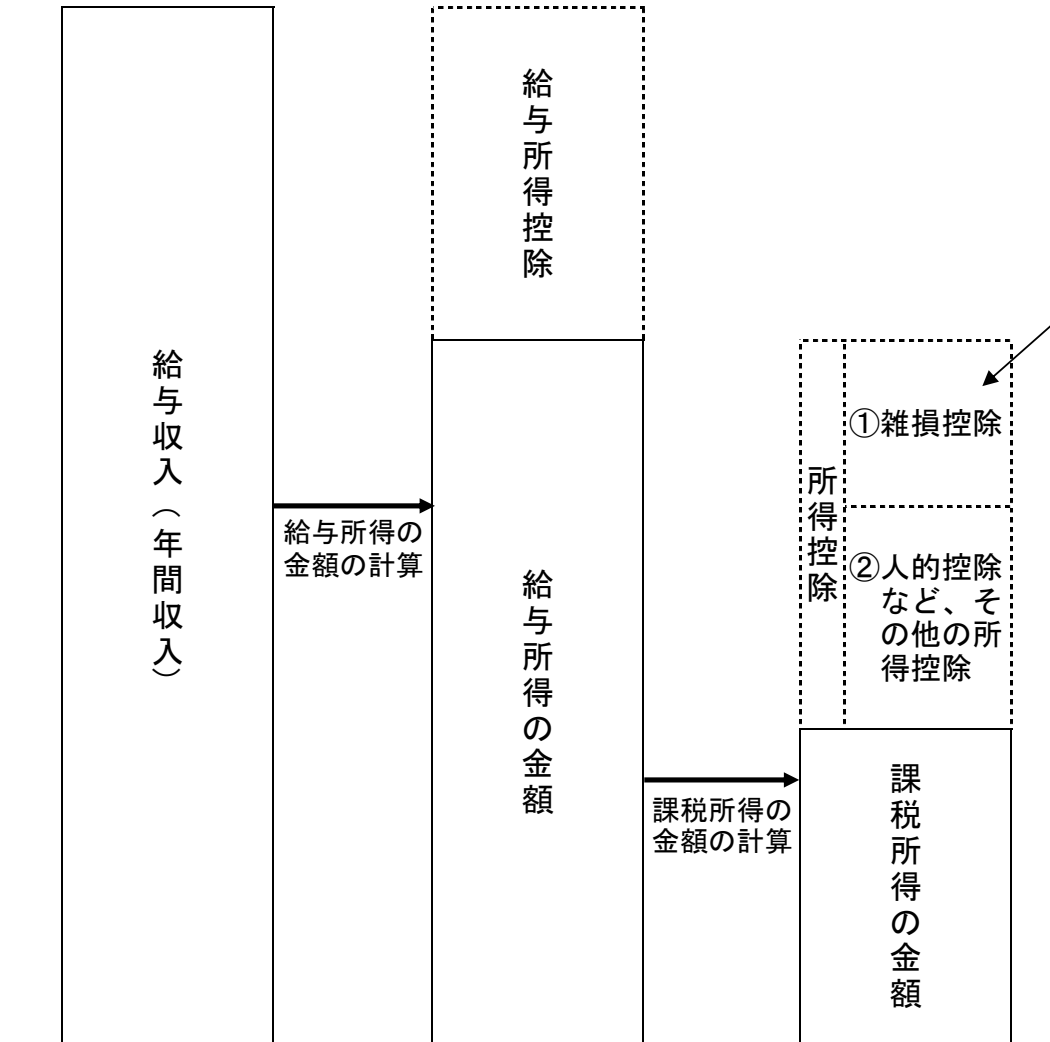 給与収入（年間収入）
給与所得の
金額の計算
給与所得控除
給与所得の金額
課税所得の
金額の計算
所得控除
①雑損控除
②人的控除
など、そ
の他の所
得控除
課税所得の金額